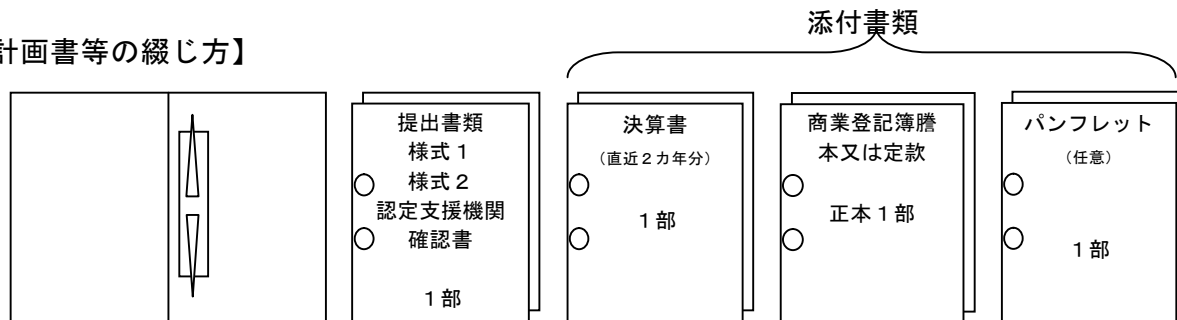 添付書類
計画書等の綴じ方】
提出書類
様式1
様式2
認定支援機関
確認書
1部
決算書
（直近2カ年分）
1部
商業登記簿謄
本又は定款
正本1部
パンフレット
（任意）
1部